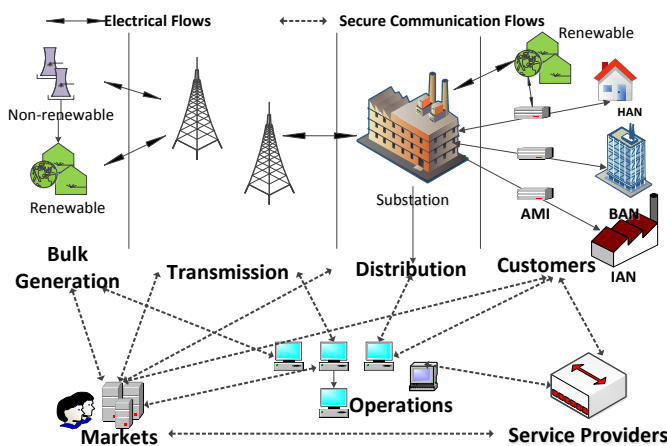 Electrical Flows
Secure Communication Flows
Renewable
Non-renewable
HAN
Renewable
Substation
AMI
BAN
IAN
Bulk
Generation
Transmission
Distribution
Customers
Operations
Markets
Service Providers